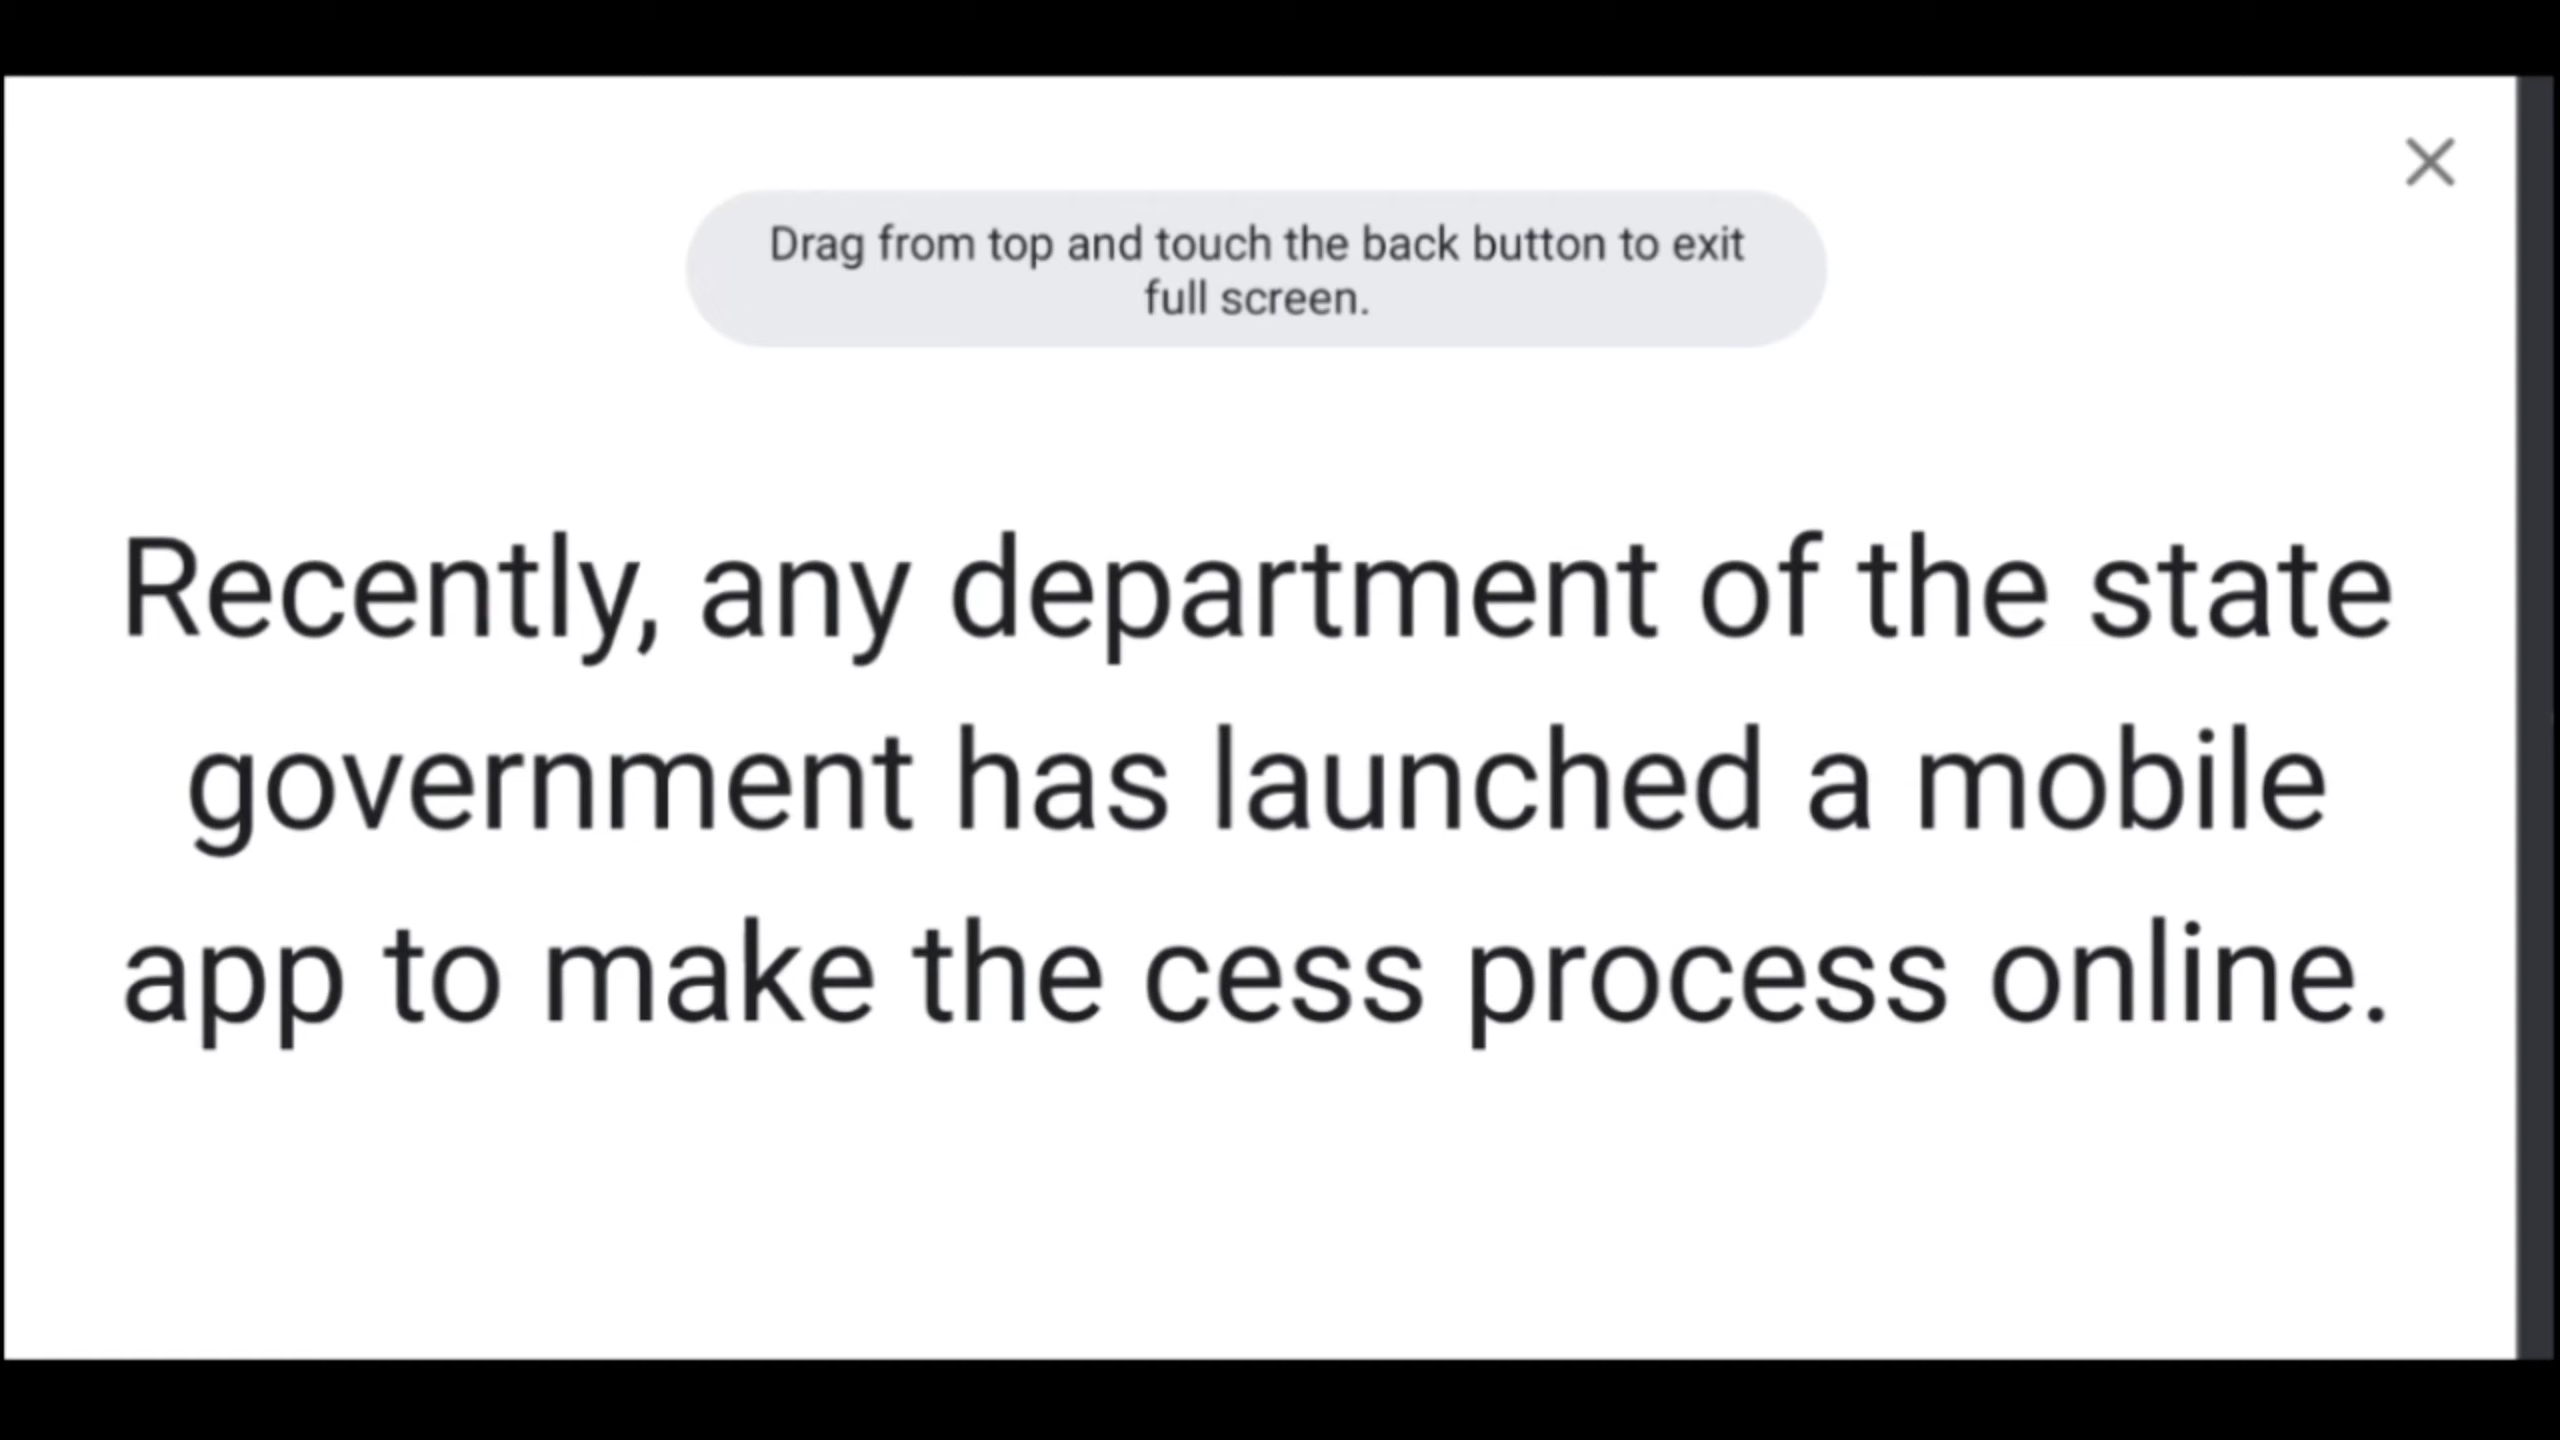 Drag from top and touch the back button to exit
full screen.
Recently, any department of the state
government has launched a mobile
app to make the cess process online.